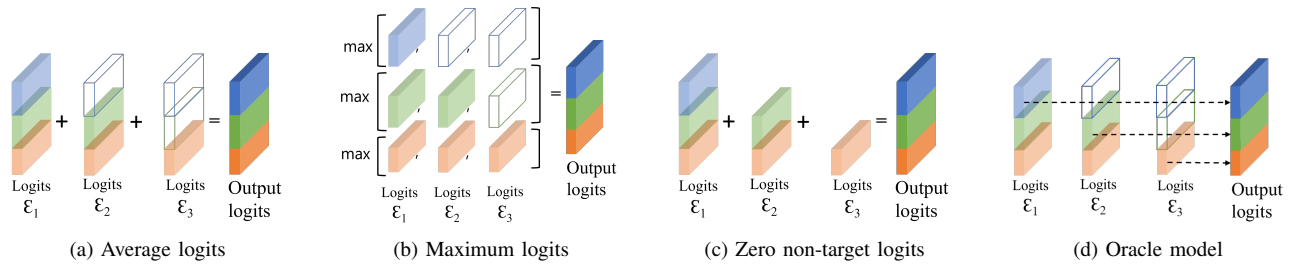 + + =
Logits Logits Logits Output
ε1 ε2 ε3 logits
(a) Average logits
max , ,
max , ,
max , ,
=
Logits Logits Logits Output
ε1 ε2 ε3 logits
(b) Maximum logits
+ + =
Logits Logits Logits Output
ε1 ε2 ε3 logits
(c) Zero non-target logits
Logits Logits Logits Output
ε1 ε2 ε3 logits
(d) Oracle model